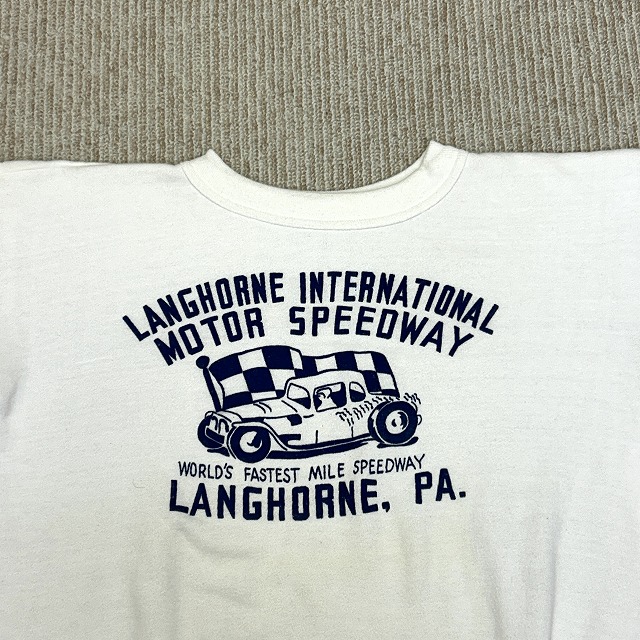 LANGHORNE INTERNATIONAL
MOTOR SPEEDWAY
WORLD'S FASTEST MILE SPEEDWAY
LANGHORNE, PA.